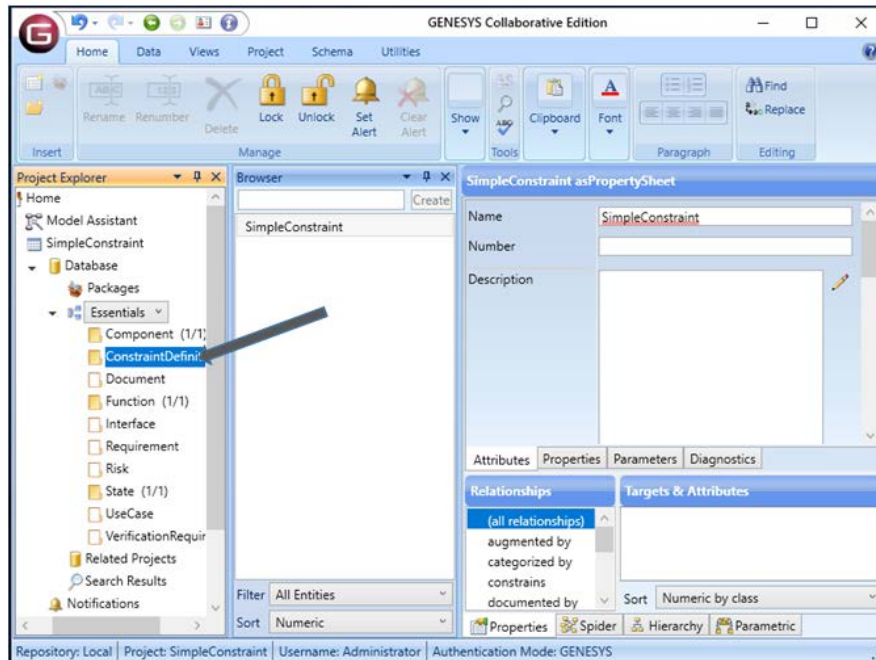 GENESYS Collaborative Edition
Home Data Views Project Schema Utilities
Rename Renumber Delete Lock Unlock Set Alert Clear Alert Show Clipboard Font Find Replace
Insert Manage Tools Paragraph Editing
Project Explorer
Home
Model Assistant
SimpleConstraint
Database
Packages
Essentials
Component (1/1)
ConstraintDefinit
Document
Function (1/1)
Interface
Requirement
Risk
State (1/1)
UseCase
VerificationRequir
Related Projects
Search Results
Notifications
Browser
Create
SimpleConstraint
Filter All Entities
Sort Numeric
SimpleConstraint asPropertySheet
Name SimpleConstraint
Number
Description
Attributes Properties Parameters Diagnostics
Relationships
(all relationships)
augmented by
categorized by
constrains
documented by
Targets & Attributes
Sort Numeric by class
Properties Spider Hierarchy Parametric
Repository: Local Project: SimpleConstraint Username: Administrator Authentication Mode: GENESYS